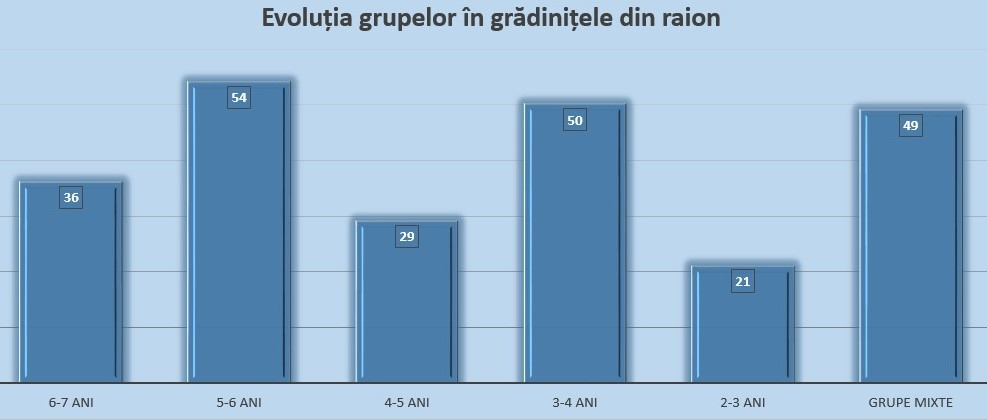 Evoluția grupelor în grădinițele din raion
36
54
29
50
21
49
6-7 ANI
5-6 ANI
4-5 ANI
3-4 ANI
2-3 ANI
GRUPE MIXTE